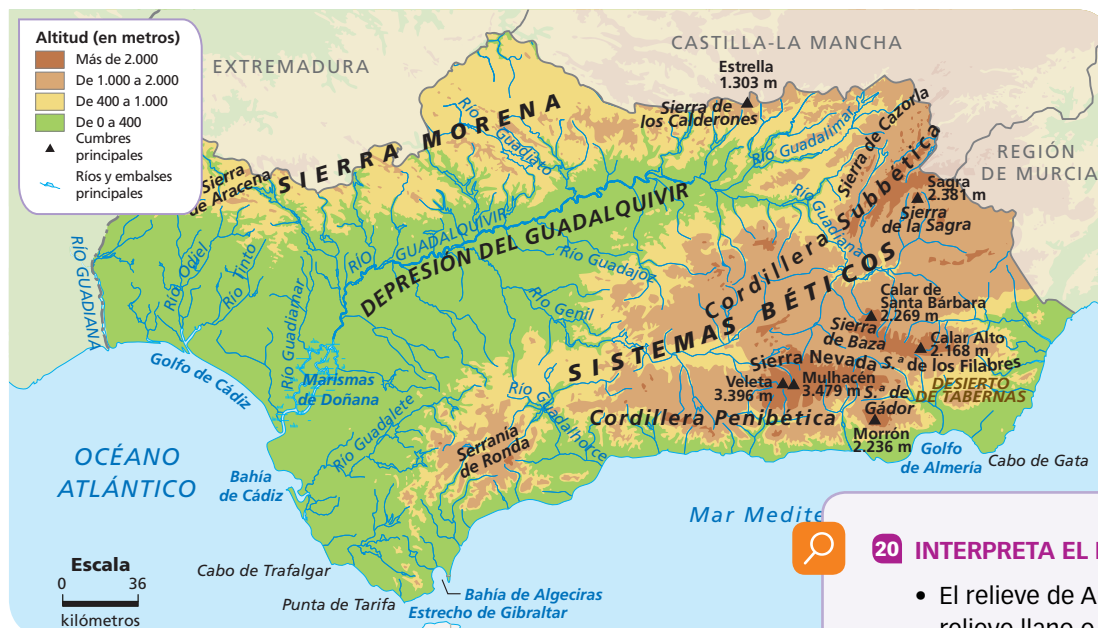 Altitud (en metros)
Más de 2.000
De 1.000 a 2.000
De 400 a 1.000
De 0 a 400
Cumbres
principales
Ríos y embalses
principales
EXTREMADURA
CASTILLA-LA MANCHA
REGIÓN
DE MURCIA
Estrella
1.303 m
Sierra de
los Calderones
SIERRA MORENA
Sierra
de Aracena
Río Guadiato
Río Guadalimar
Sierra de Cazorla
Cordillera Subbética
Sagra
2.381 m
Sierra
de la Sagra
RÍO GUADALQUIVIR
DEPRESIÓN DEL GUADALQUIVIR
Río Guadiana
RÍO GUADIANA
Río Odiel
Río Tinto
Río Guadiamar
Río Guadajoz
Río Genil
SISTEMAS BÉTICOS
Calar de
Santa Bárbara
2.269 m
Sierra
de Baza
Calar Alto
2.168 m
S.ª de los Filabres
Sierra Nevada
Veleta
3.396 m
Mulhacén
3.479 m
S.ª de
Gádor
DESIERTO
DE TABERNAS
Morrón
2.236 m
Cordillera Penibética
Golfo de Cádiz
Marismas
de Doñana
Río Guadalete
Río Guadalhorce
Serranía
de Ronda
Golfo
de Almería
Cabo de Gata
OCÉANO
ATLÁNTICO
Bahía
de Cádiz
Mar Medite
Cabo de Trafalgar
Punta de Tarifa
Bahía de Algeciras
Estrecho de Gibraltar
Escala
0 36
kilómetros
20 INTERPRETA EL
• El relieve de A
relieve llano o